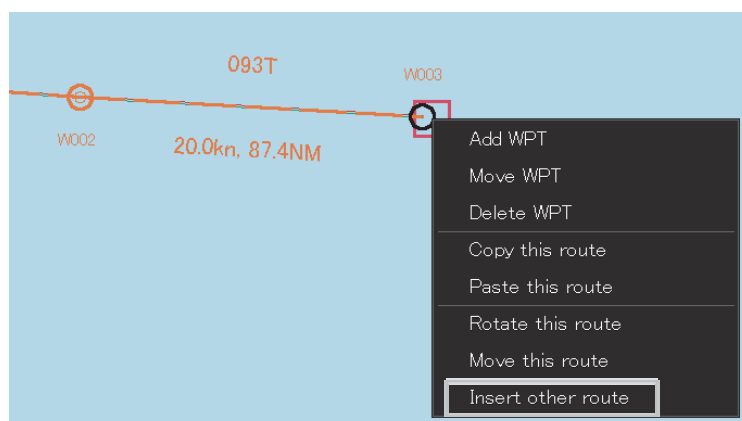 093T
W003
W002
20.0kn, 87.4NM
Add WPT
Move WPT
Delete WPT
Copy this route
Paste this route
Rotate this route
Move this route
Insert other route